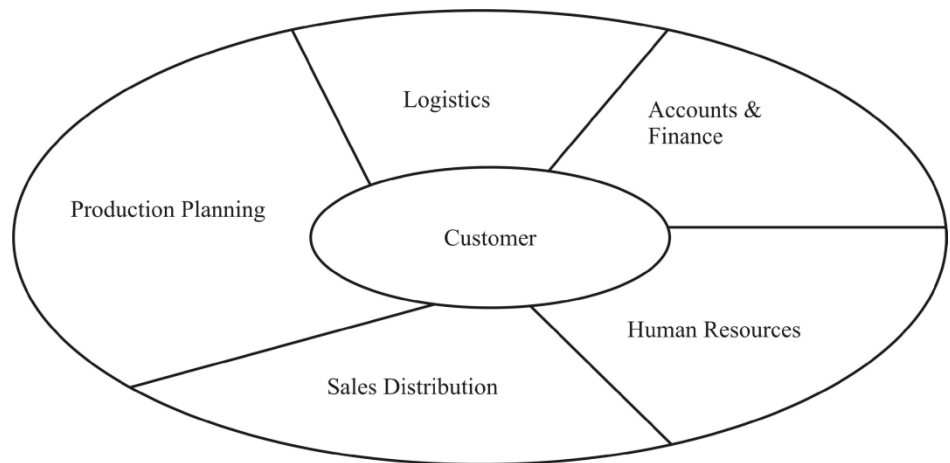 Logistics
Accounts &
Finance
Production Planning
Customer
Human Resources
Sales Distribution